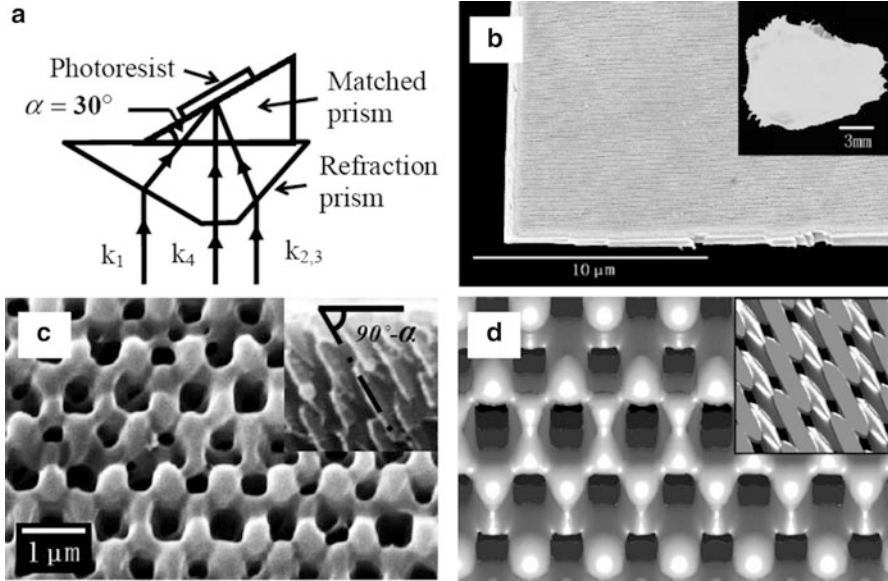 a
Photoresist
α = 30°
Matched
prism
Refraction
prism
k1
k4
k2,3
b
3mm
10 μm
c
90°-α
1 μm
d